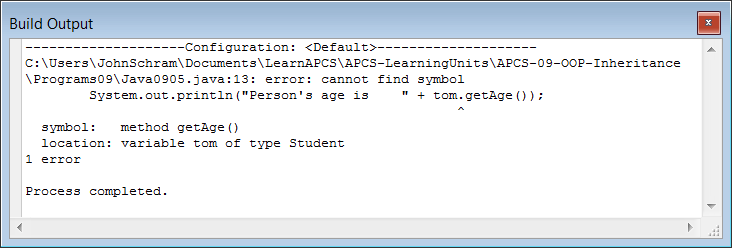 Build Output
--------------------Configuration: <Default>--------------------
C:\Users\JohnSchram\Documents\LearnAPCS\APCS-LearningUnits\APCS-09-OOP-Inheritance
\Programs09\Java0905.java:13: error: cannot find symbol
        System.out.println("Person's age is    " + tom.getAge());
                                                      ^
  symbol:   method getAge()
  location: variable tom of type Student
1 error

Process completed.